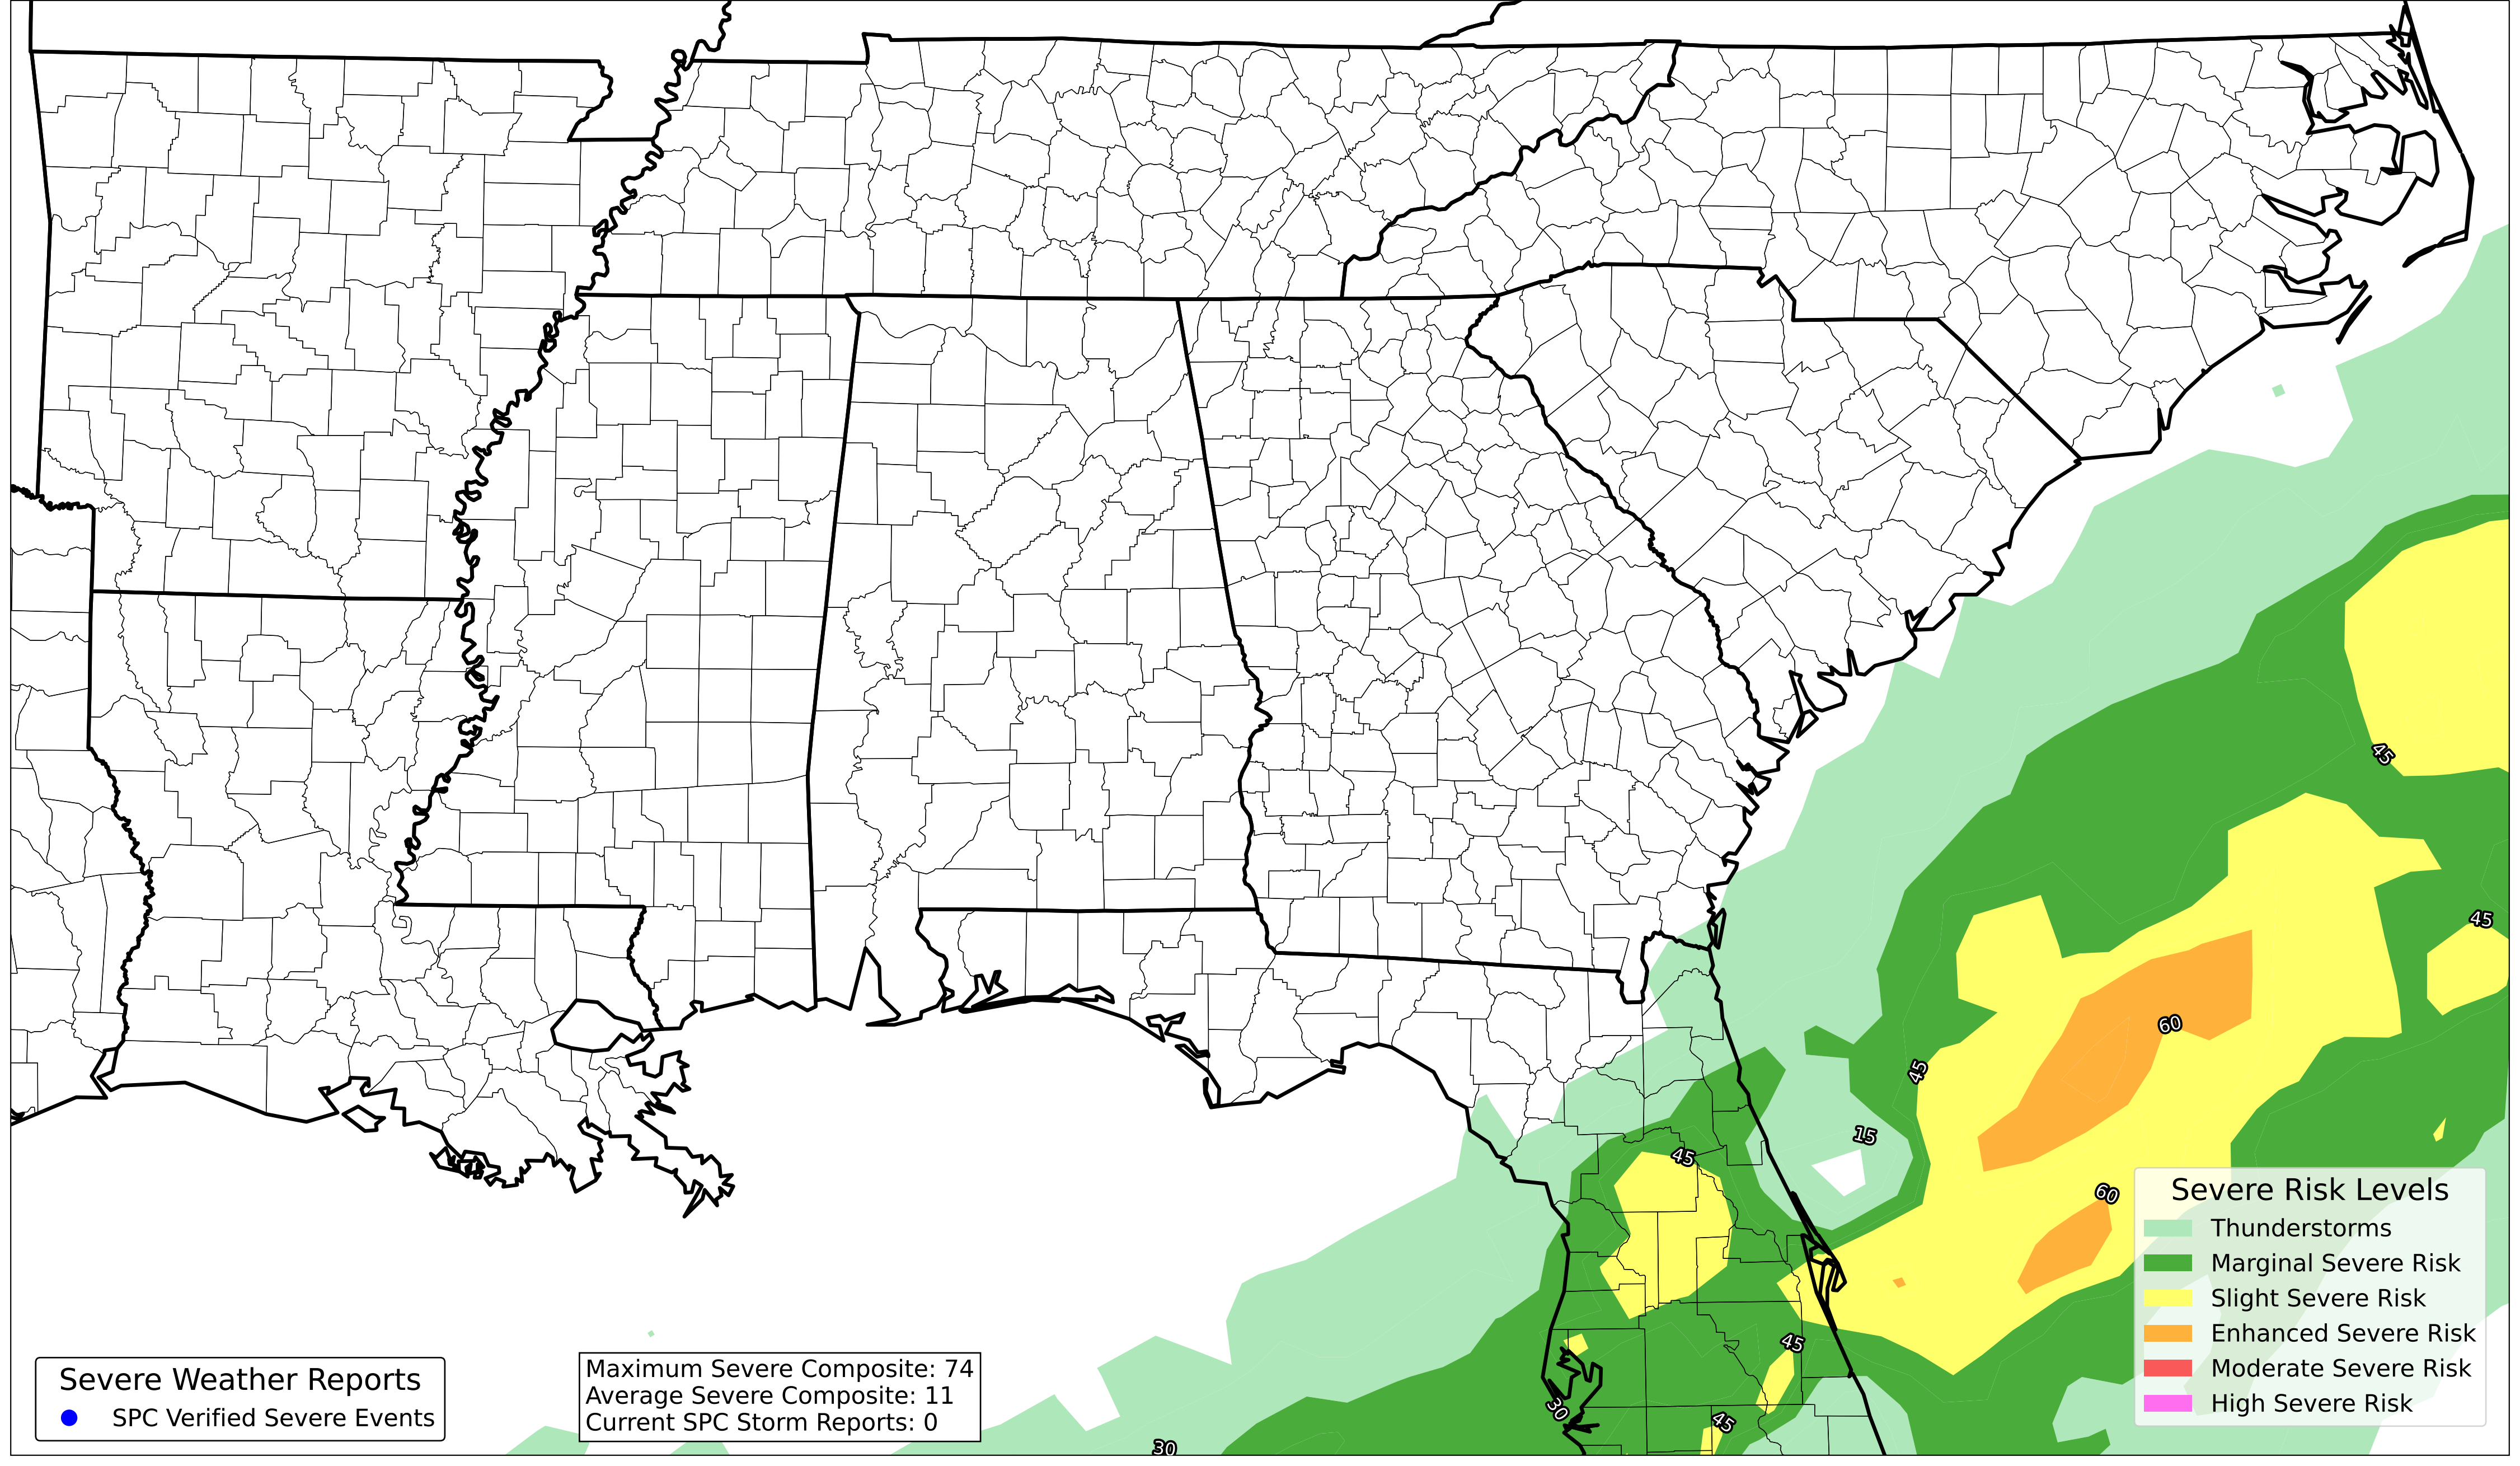 45
45
60
45
15
45
60
45
30
45
30
Severe Risk Levels
Thunderstorms
Marginal Severe Risk
Slight Severe Risk
Enhanced Severe Risk
Moderate Severe Risk
High Severe Risk
Severe Weather Reports
SPC Verified Severe Events
Maximum Severe Composite: 74
Average Severe Composite: 11
Current SPC Storm Reports: 0